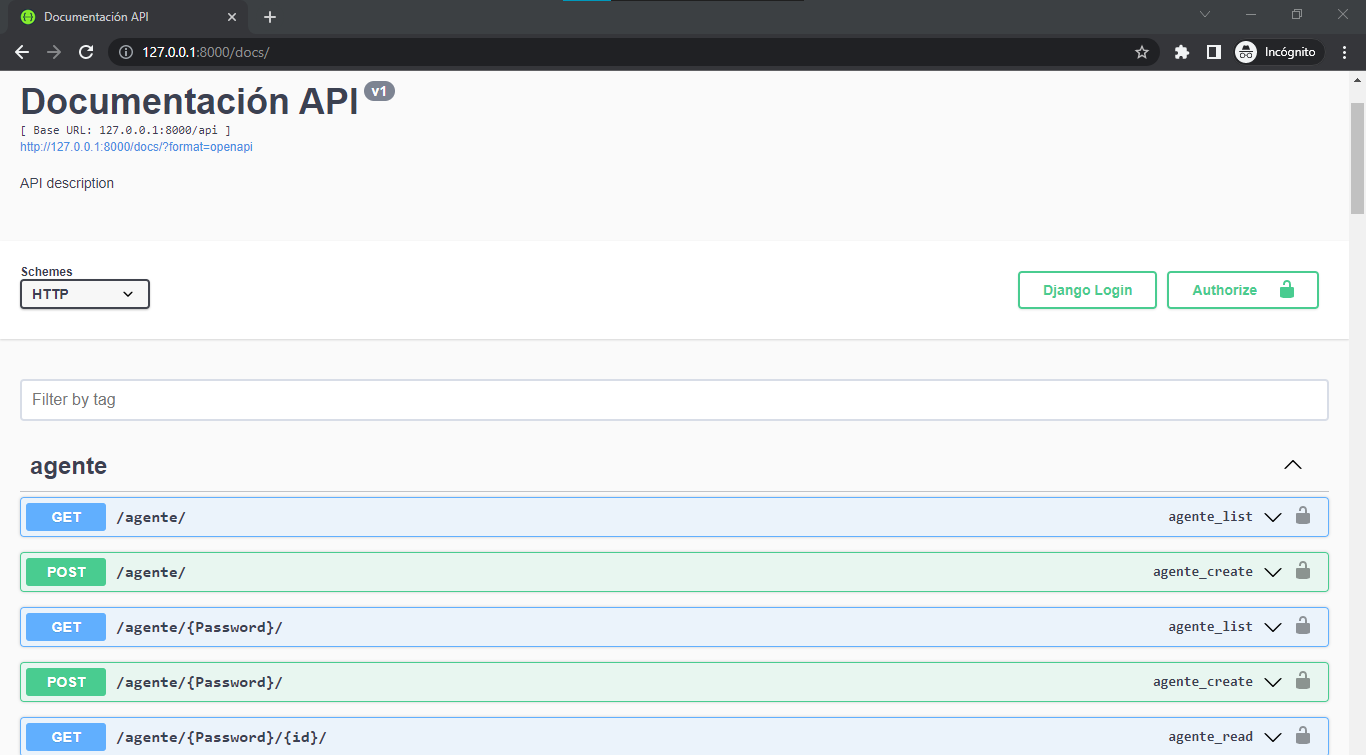 Documentación API
127.0.0.1:8000/docs/
Incógnito
Documentación API v1
[ Base URL: 127.0.0.1:8000/api ]
http://127.0.0.1:8000/docs/?format=openapi
API description
Schemes
HTTP
Django Login
Authorize
Filter by tag
agente
GET /agente/ agente_list
POST /agente/ agente_create
GET /agente/{Password}/ agente_list
POST /agente/{Password}/ agente_create
GET /agente/{Password}/{id}/ agente_read